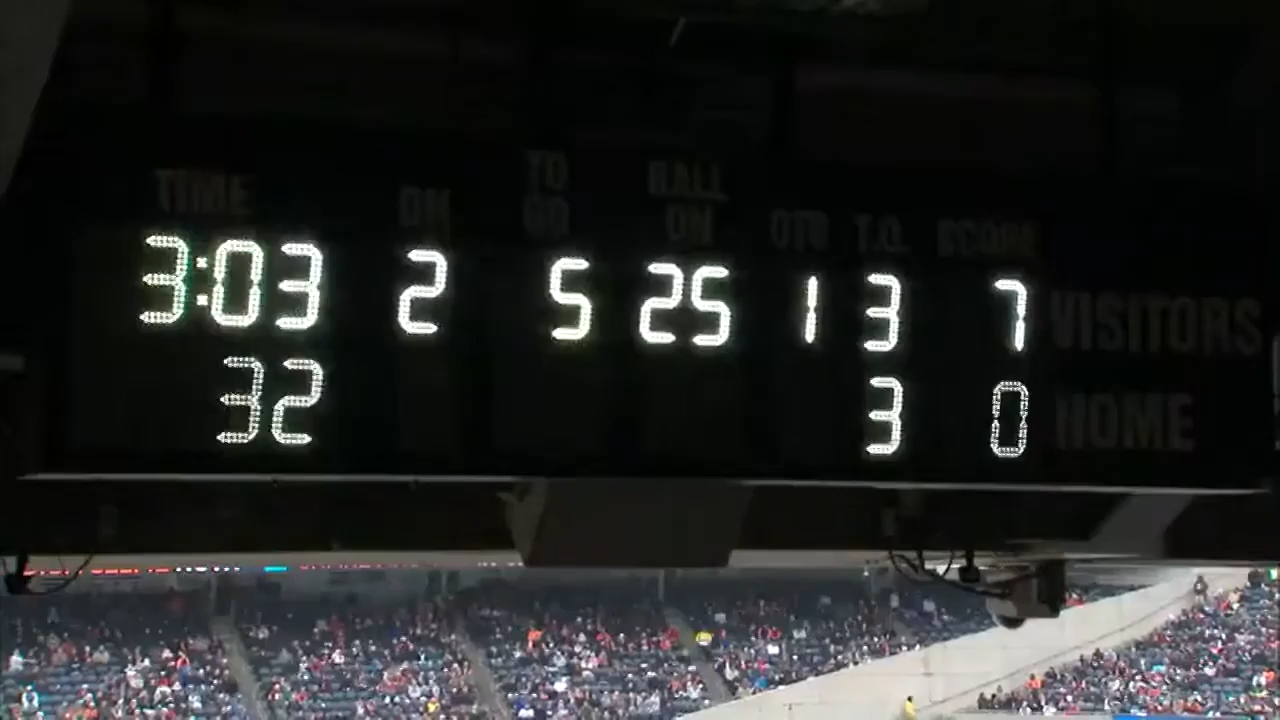 TIME DN TO GO BALL ON QTR T.O. SCORE
3:03 2 5 25 1 3 7 VISITORS
32 3 0 HOME